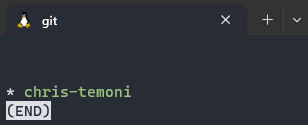 git
* chris-temoni
(END)